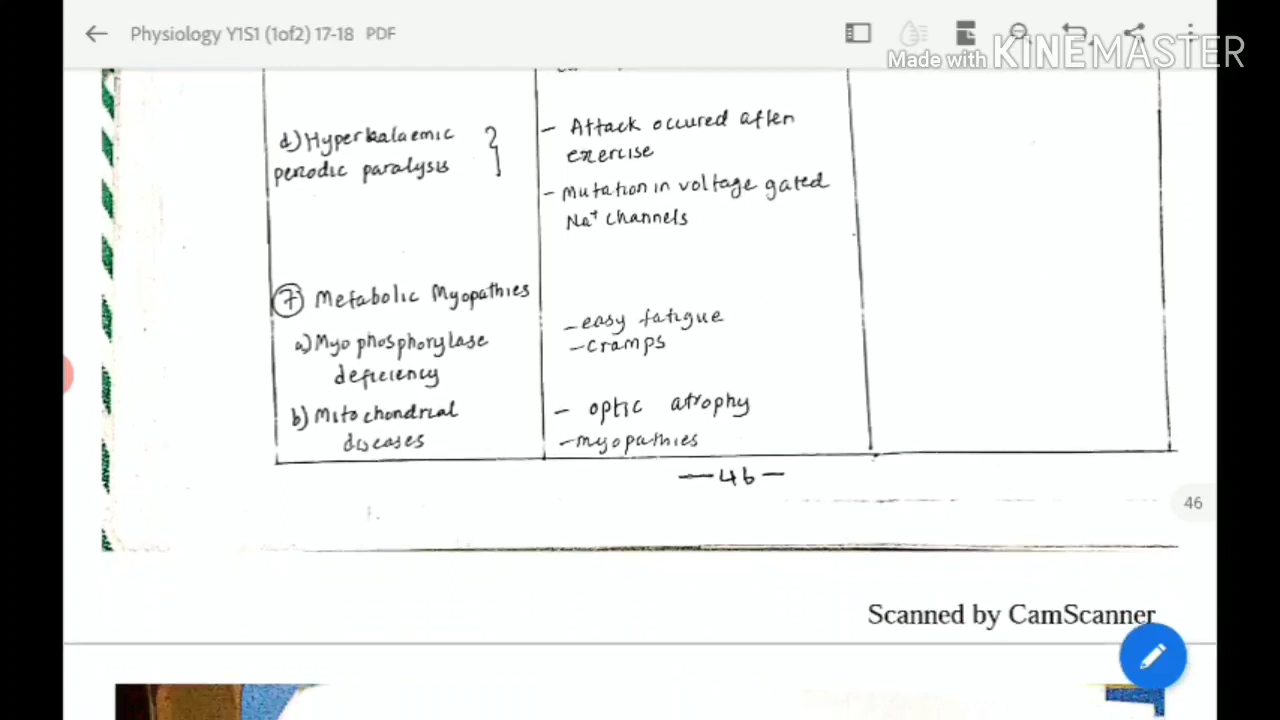 Physiology Y1S1 (1of2) 17-18 PDF
Made with KINEMASTER
d) Hyperkalaemic
periodic paralysis
- Attack occured after
exercise
- Mutation in voltage gated
Na+ channels
7 Metabolic Myopathies
a) Myophosphorylase
deficiency
- easy fatigue
- cramps
b) Mitochondrial
diseases
- optic atrophy
- myopathies
- 46 -
46
Scanned by CamScanner